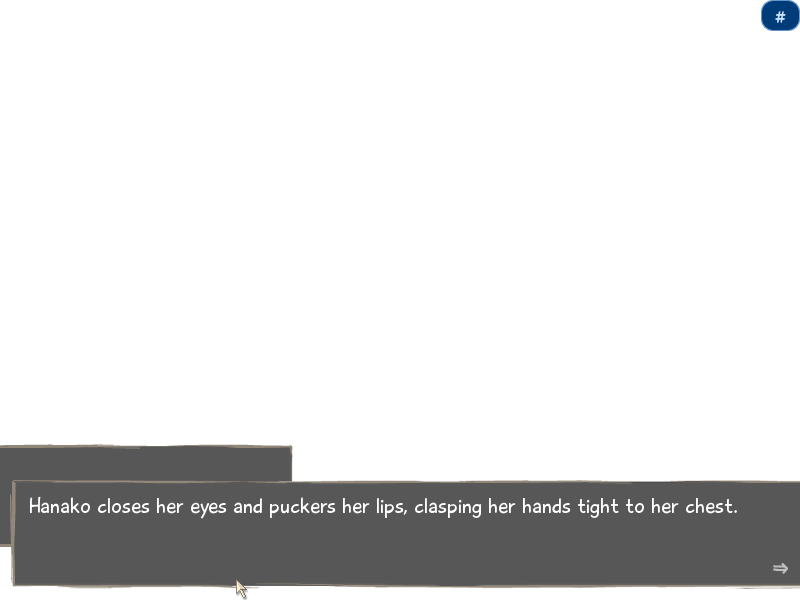 #
Hanako closes her eyes and puckers her lips, clasping her hands tight to her chest.
⇒